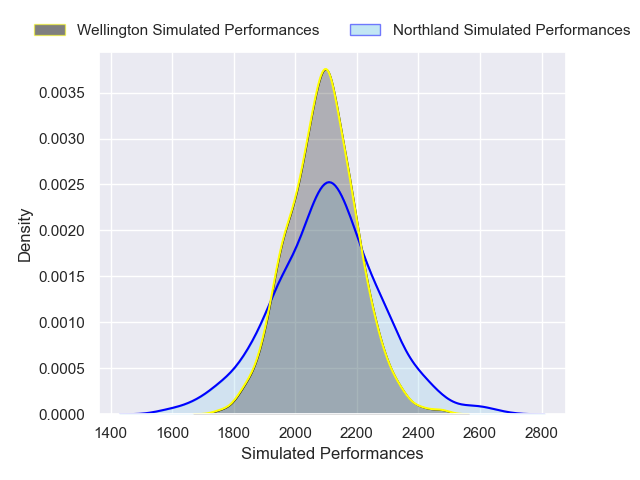 Wellington Simulated Performances
Northland Simulated Performances
0.0035
0.0030
0.0025
0.0020
0.0015
0.0010
0.0005
0.0000
Density
1400 1600 1800 2000 2200 2400 2600 2800
Simulated Performances